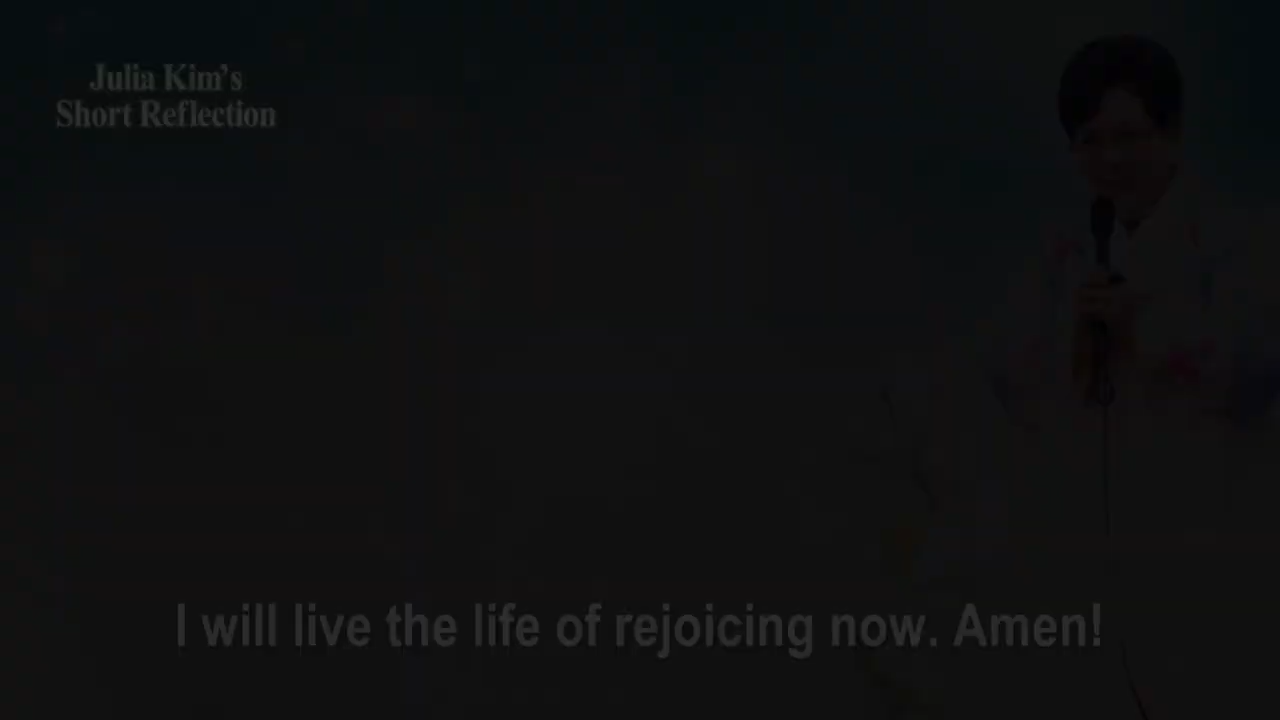 Julia Kim's
Short Reflection
I will live the life of rejoicing now. Amen!